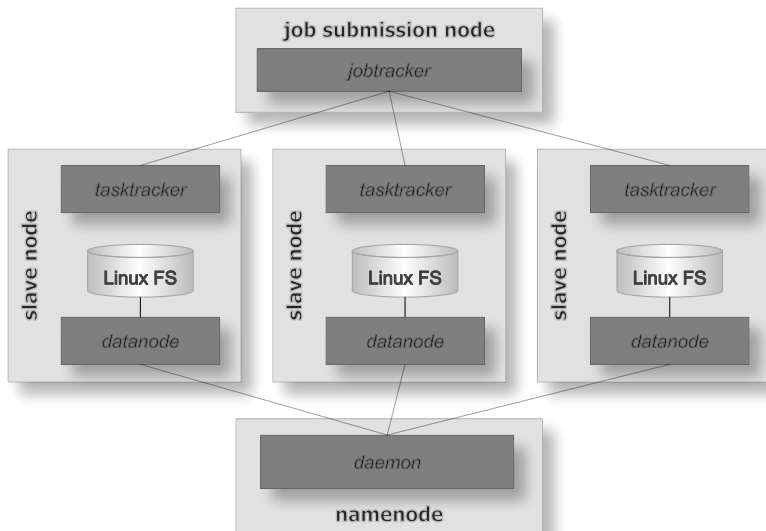 job submission node
jobtracker
slave node
tasktracker
Linux FS
datanode
slave node
tasktracker
Linux FS
datanode
slave node
tasktracker
Linux FS
datanode
daemon
namenode